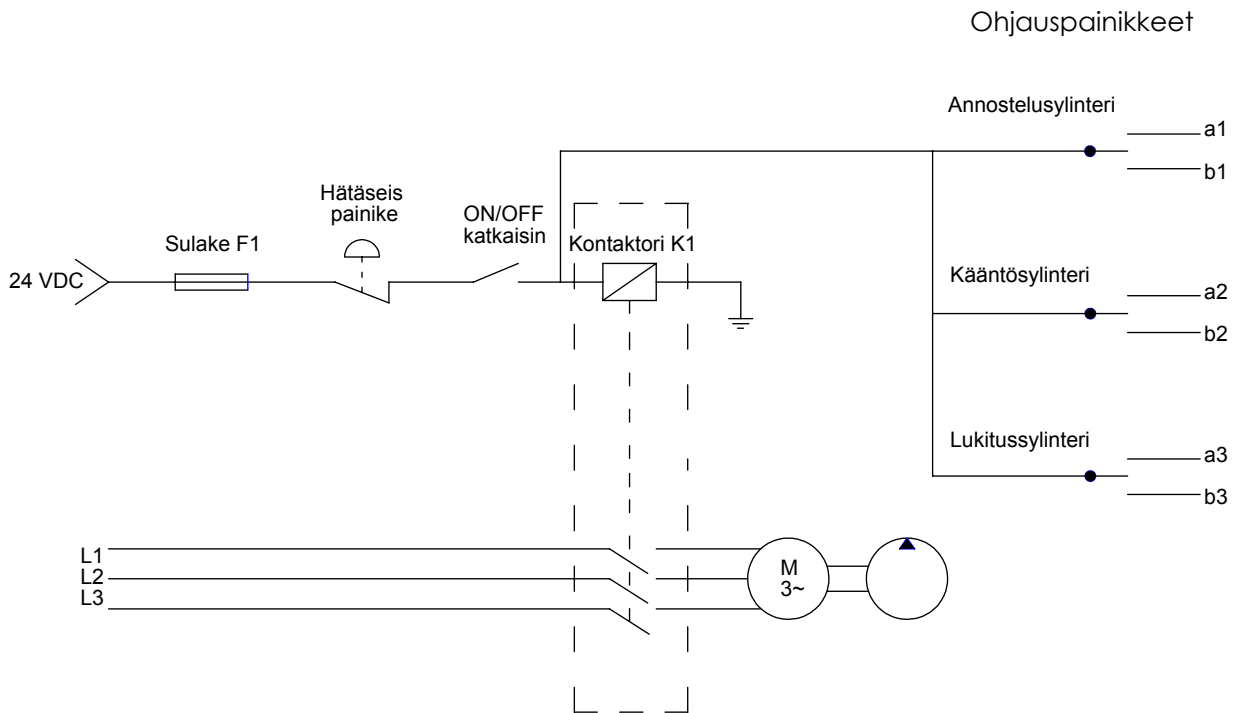 Ohjauspainikkeet
Annostelusylinteri
a1
b1
Hätäseis
painike
ON/OFF
katkaisin
Sulake F1
Kontaktori K1
24 VDC
Kääntösylinteri
a2
b2
Lukitussylinteri
a3
b3
L1
L2
L3
M
3~